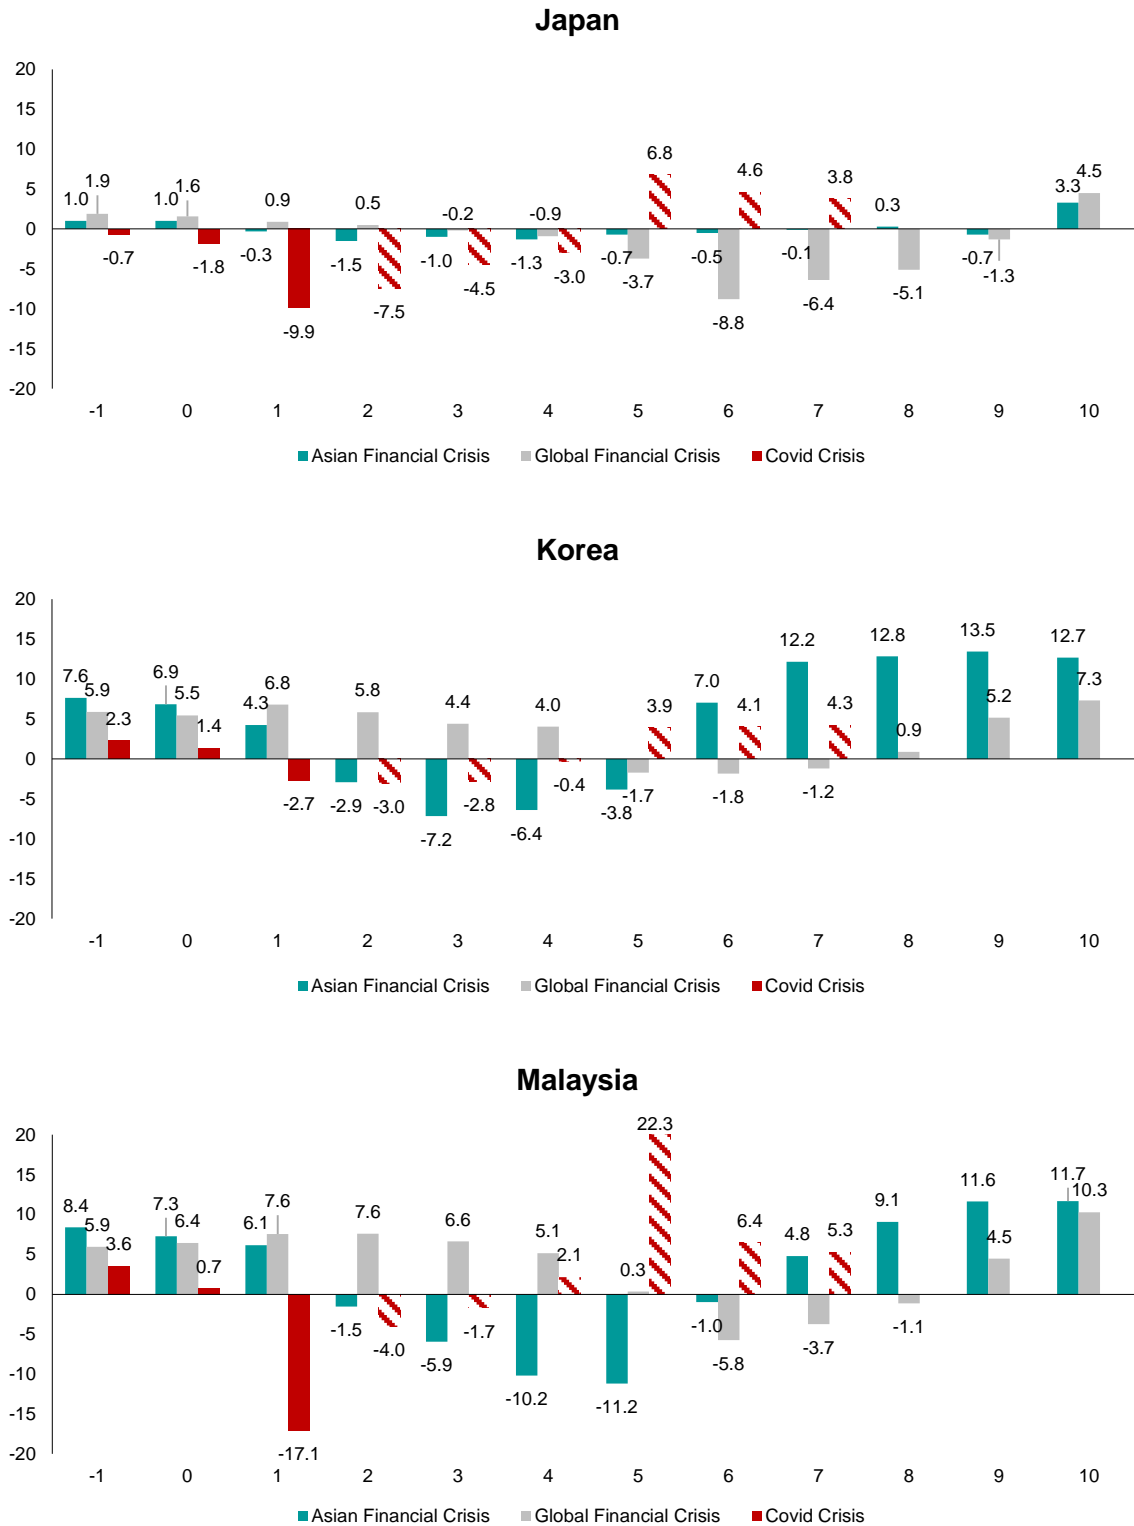 Japan
20
15
10
5
0
-5
-10
-15
-20
1.0 1.9 -0.7
1.0 1.6 -1.8
-0.3 0.9 -9.9
-1.5 0.5 -7.5
-1.0 -0.2 -4.5
-1.3 -0.9 -3.0
-0.7 -3.7 6.8
-0.5 -8.8 4.6
-0.1 -6.4 3.8
0.3 -5.1
-0.7 -1.3
3.3 4.5
-1 0 1 2 3 4 5 6 7 8 9 10
Asian Financial Crisis Global Financial Crisis Covid Crisis
Korea
20
15
10
5
0
-5
-10
-15
-20
7.6 5.9 2.3
6.9 5.5 1.4
4.3 6.8 -2.7
-2.9 5.8 -3.0
-7.2 4.4 -2.8
-6.4 4.0 -0.4
-3.8 -1.7 3.9
7.0 -1.8 4.1
12.2 -1.2 4.3
12.8 0.9
13.5 5.2
12.7 7.3
-1 0 1 2 3 4 5 6 7 8 9 10
Asian Financial Crisis Global Financial Crisis Covid Crisis
Malaysia
20
15
10
5
0
-5
-10
-15
-20
8.4 5.9 3.6
7.3 6.4 0.7
6.1 7.6 -17.1
-1.5 7.6 -4.0
-5.9 6.6 -1.7
-10.2 5.1 2.1
-11.2 0.3 22.3
-1.0 -5.8 6.4
4.8 -3.7 5.3
9.1 -1.1
11.6 4.5
11.7 10.3
-1 0 1 2 3 4 5 6 7 8 9 10
Asian Financial Crisis Global Financial Crisis Covid Crisis